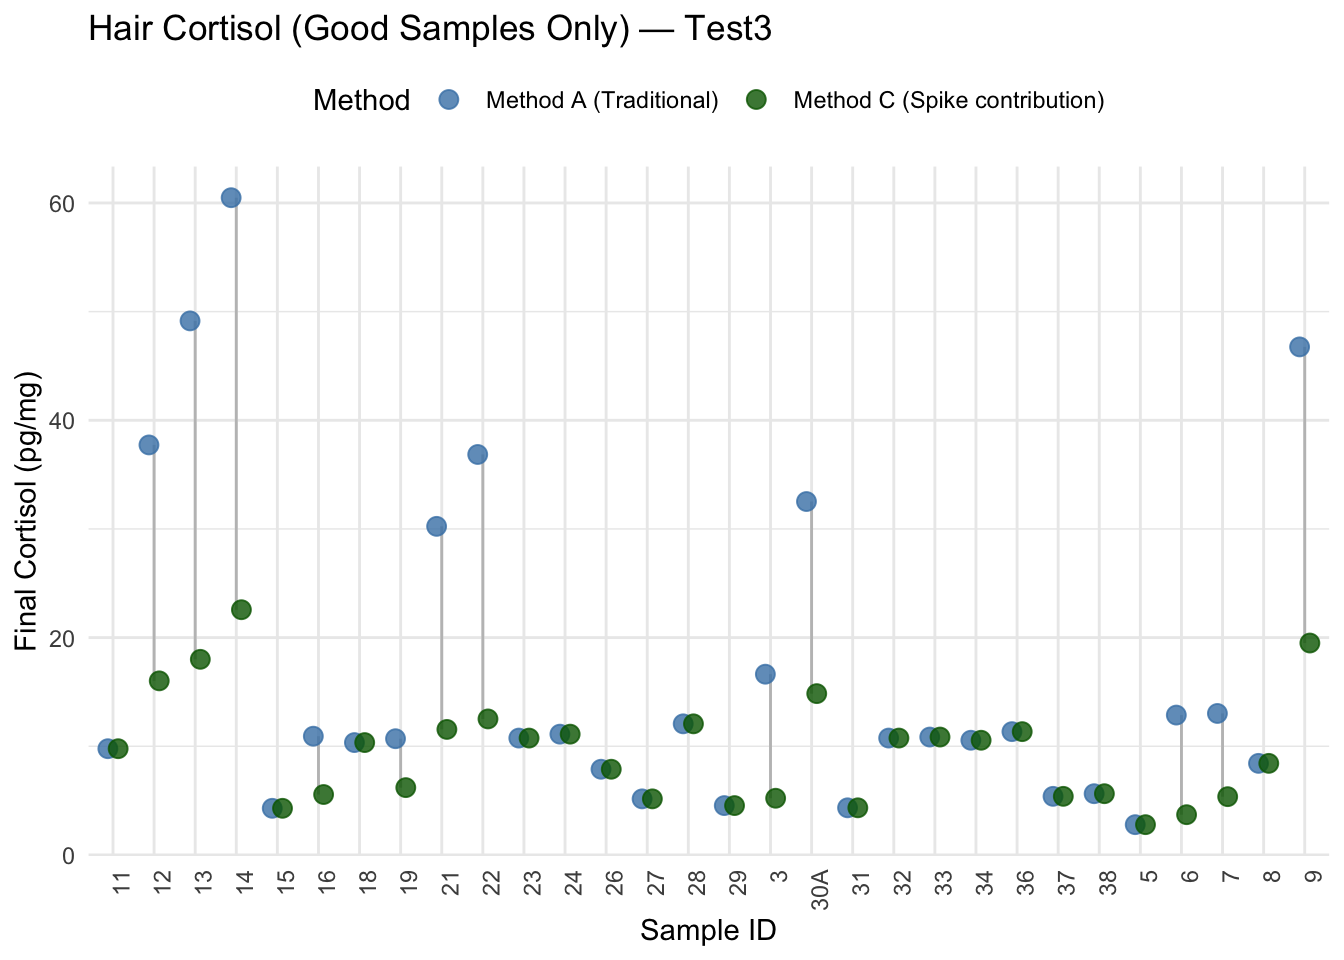 Hair Cortisol (Good Samples Only) — Test3
Method Method A (Traditional) Method C (Spike contribution)
60
40
20
0
Final Cortisol (pg/mg)
11 12 13 14 15 16 18 19 21 22 23 24 26 27 28 29 3 30A 31 32 33 34 36 37 38 5 6 7 8 9
Sample ID